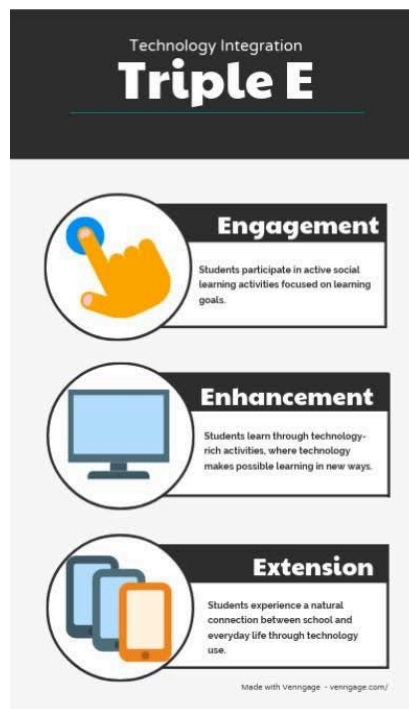 Technology Integration
Triple E
Engagement
Students participate in active social
learning activities focused on learning
goals.
Enhancement
Students learn through technology-
rich activities, where technology
makes possible learning in new ways.
Extension
Students experience a natural
connection between school and
everyday life through technology
use.
Made with Venngage - venngage.com/